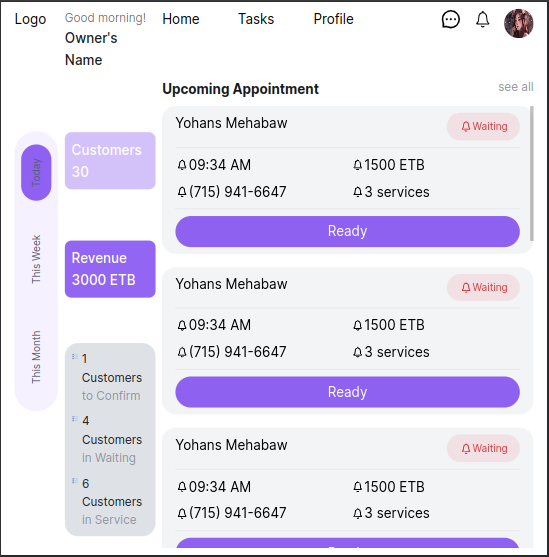 Logo
Good morning!
Owner's
Name
Home
Tasks
Profile
Today
This Week
This Month
Customers
30
Revenue
3000 ETB
1
Customers
to Confirm
4
Customers
in Waiting
6
Customers
in Service
Upcoming Appointment
see all
Yohans Mehabaw
Waiting
09:34 AM
1500 ETB
(715) 941-6647
3 services
Ready
Yohans Mehabaw
Waiting
09:34 AM
1500 ETB
(715) 941-6647
3 services
Ready
Yohans Mehabaw
Waiting
09:34 AM
1500 ETB
(715) 941-6647
3 services